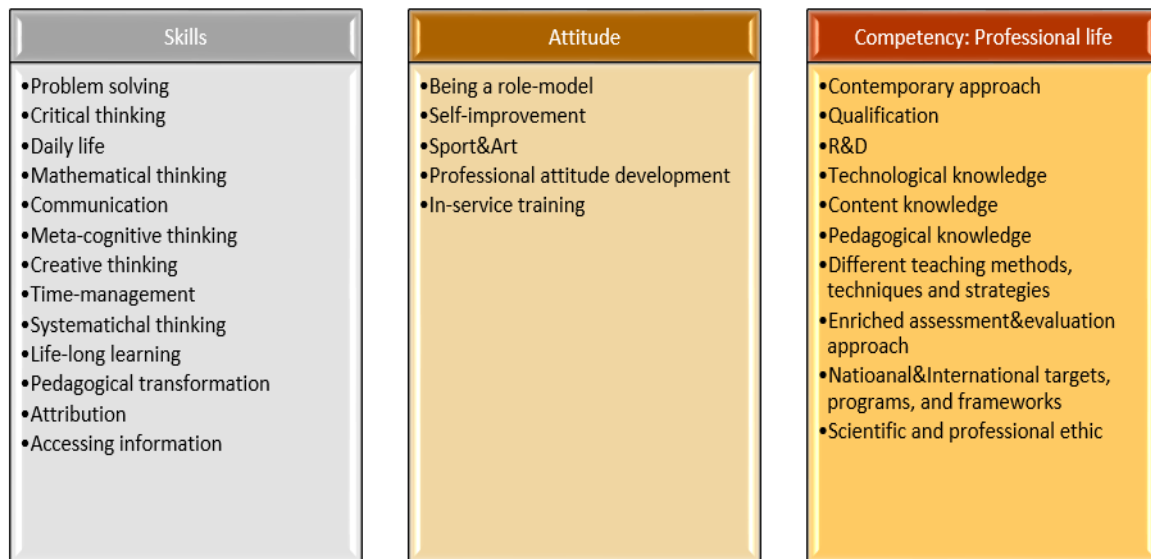 Skills
•Problem solving
•Critical thinking
•Daily life
•Mathematical thinking
•Communication
•Meta-cognitive thinking
•Creative thinking
•Time-management
•Systematichal thinking
•Life-long learning
•Pedagogical transformation
•Attribution
•Accessing information
Attitude
•Being a role-model
•Self-improvement
•Sport&Art
•Professional attitude development
•In-service training
Competency: Professional life
•Contemporary approach
•Qualification
•R&D
•Technological knowledge
•Content knowledge
•Pedagogical knowledge
•Different teaching methods,
techniques and strategies
•Enriched assessment&evaluation
approach
•Natioanal&International targets,
programs, and frameworks
•Scientific and professional ethic